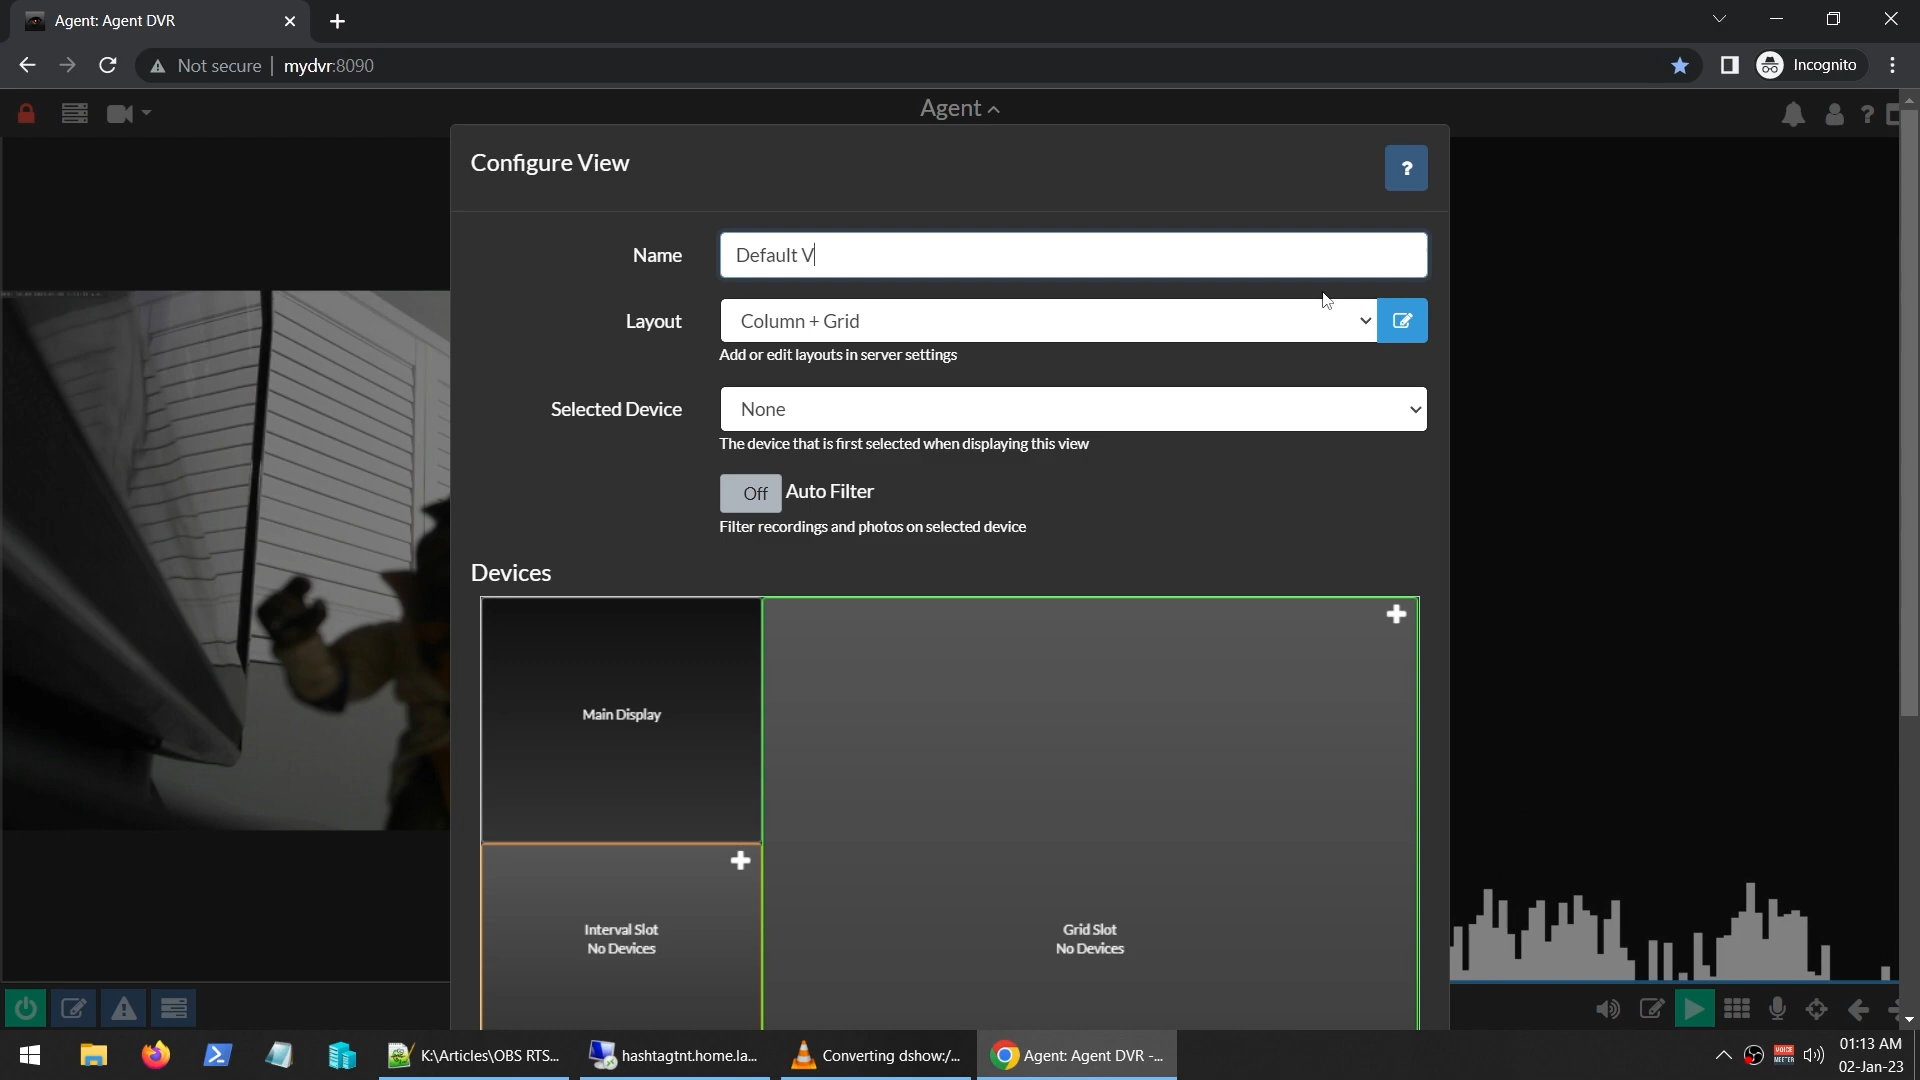 Agent: Agent DVR
Not secure | mydvr:8090
Incognito
Agent
?
Configure View
?
Name
Default V
Layout
Column + Grid
Add or edit layouts in server settings
Selected Device
None
The device that is first selected when displaying this view
Off
Auto Filter
Filter recordings and photos on selected device
Devices
Main Display
Interval Slot
No Devices
Grid Slot
No Devices
K:\Articles\OBS RTS...
hashtagtnt.home.la...
Converting dshow:/...
Agent: Agent DVR -...
VOICE
MEETER
01:13 AM
02-Jan-23